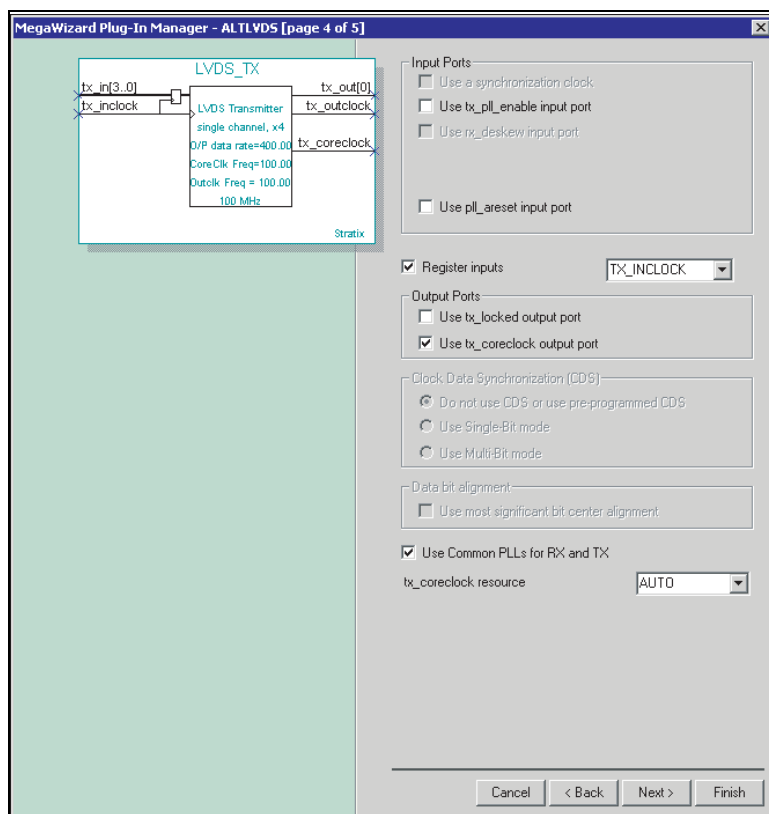 MegaWizard Plug-In Manager - ALTLVDS [page 4 of 5]
LVDS_TX
tx_in[3..0]
tx_inclock
tx_out[0]
tx_outclock
tx_coreclock
LVDS Transmitter
single channel, x4
O/P data rate=400.00
CoreClk Freq=100.00
Outclk Freq = 100.00
100 MHz
Stratix
Input Ports
Use a synchronization clock
Use tx_pll_enable input port
Use rx_deskew input port
Use pll_areset input port
Register inputs
TX_INCLOCK
Output Ports
Use tx_locked output port
Use tx_coreclock output port
Clock Data Synchronization (CDS)
Do not use CDS or use pre-programmed CDS
Use Single-Bit mode
Use Multi-Bit mode
Data bit alignment
Use most significant bit center alignment
Use Common PLLs for RX and TX
tx_coreclock resource
AUTO
Cancel
< Back
Next >
Finish